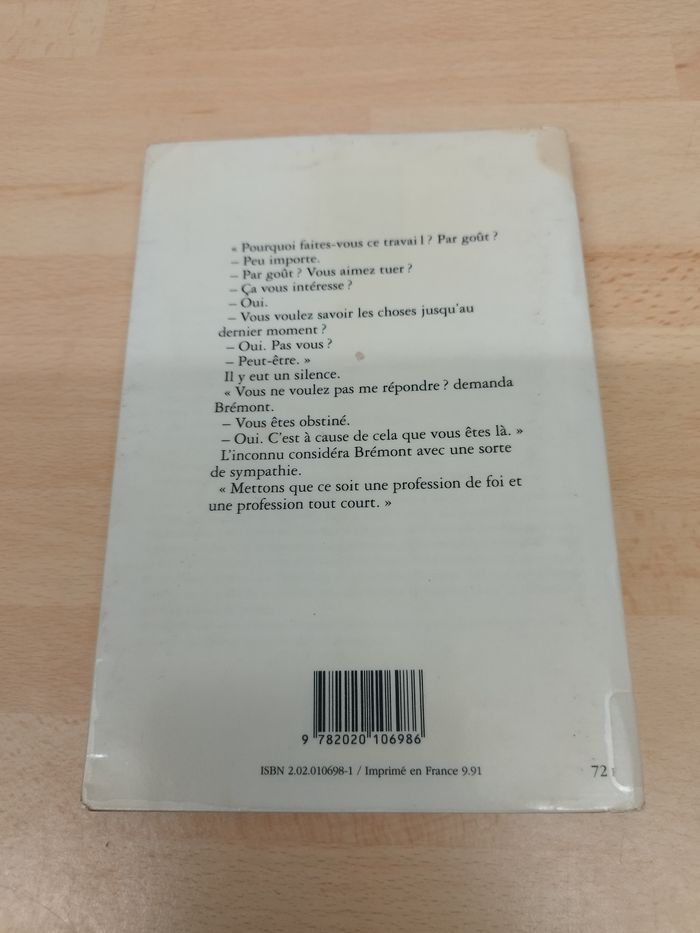 « Pourquoi faites-vous ce travail ? Par goût ?
– Peu importe.
– Par goût ? Vous aimez tuer ?
– Ça vous intéresse ?
– Oui.
– Vous voulez savoir les choses jusqu'au
dernier moment ?
– Oui. Pas vous ?
– Peut-être. »
Il y eut un silence.
« Vous ne voulez pas me répondre ? demanda
Brémont.
– Vous êtes obstiné.
– Oui. C'est à cause de cela que vous êtes là. »
L'inconnu considéra Brémont avec une sorte
de sympathie.
« Mettons que ce soit une profession de foi et
une profession tout court. »
9 782020 106986
ISBN 2.02.010698-1 / Imprimé en France 9.91
72